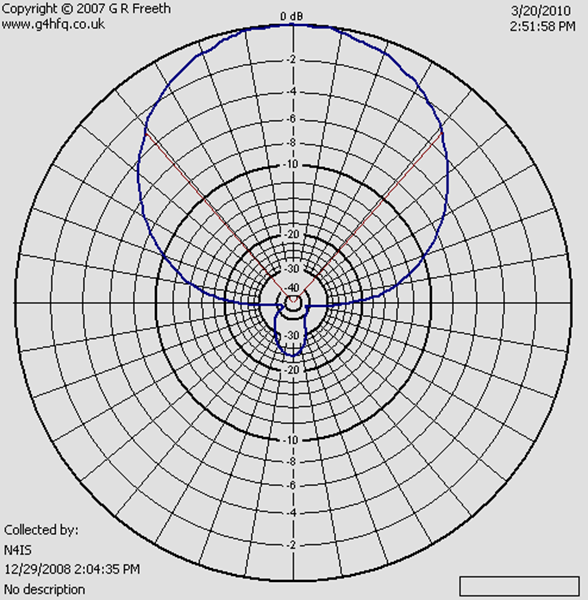 Copyright © 2007 G R Freeth
www.g4hfq.co.uk
3/20/2010
2:51:58 PM
0 dB
-2
-4
-6
-8
-10
-20
-30
-40
-30
-20
-10
-8
-6
-4
-2
Collected by:
N4IS
12/29/2008 2:04:35 PM
No description